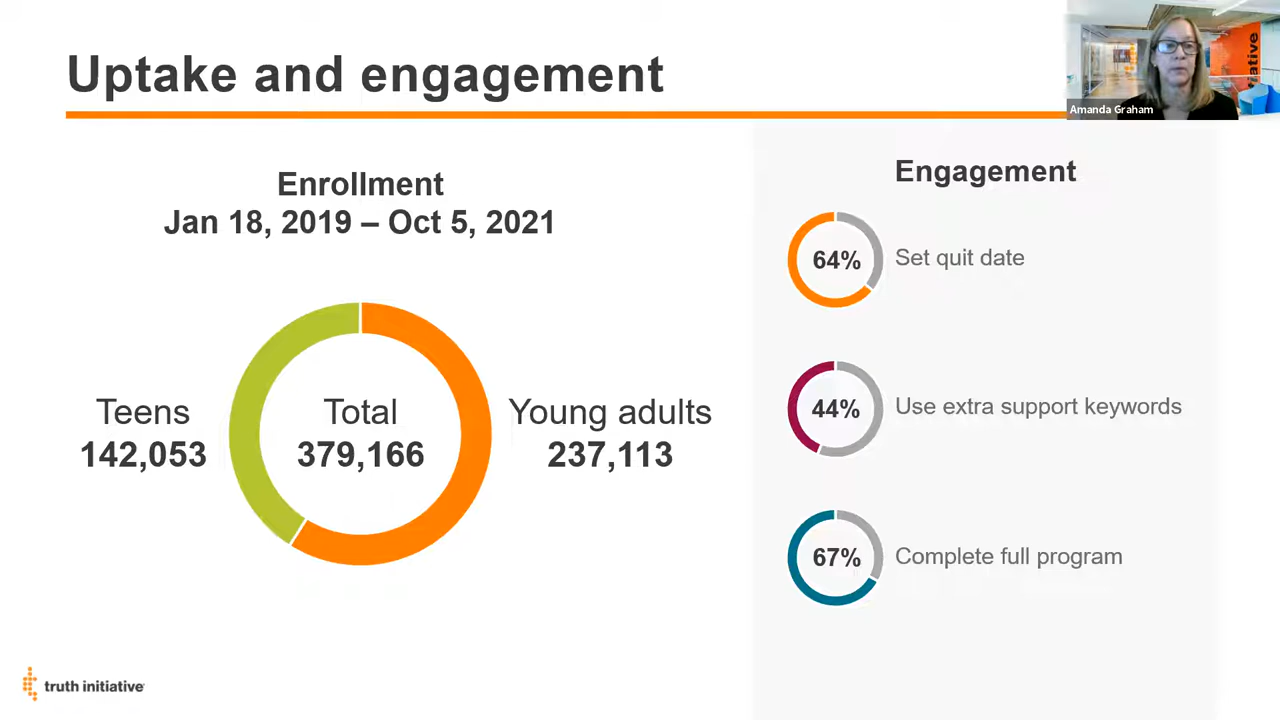 Uptake and engagement
Amanda Graham
itiative
Enrollment
Jan 18, 2019 – Oct 5, 2021
Teens
142,053
Total
379,166
Young adults
237,113
Engagement
64%
Set quit date
44%
Use extra support keywords
67%
Complete full program
truth initiative